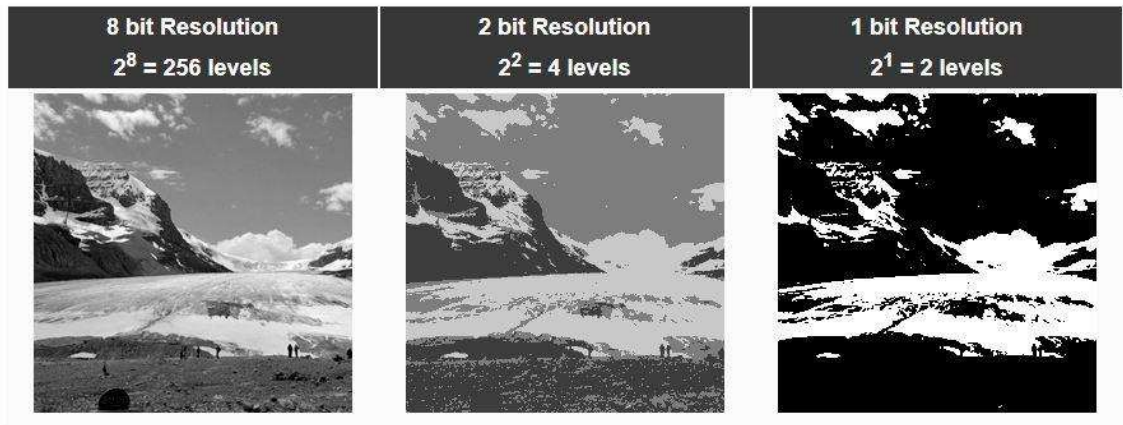 8 bit Resolution
2⁸ = 256 levels
2 bit Resolution
2² = 4 levels
1 bit Resolution
2¹ = 2 levels